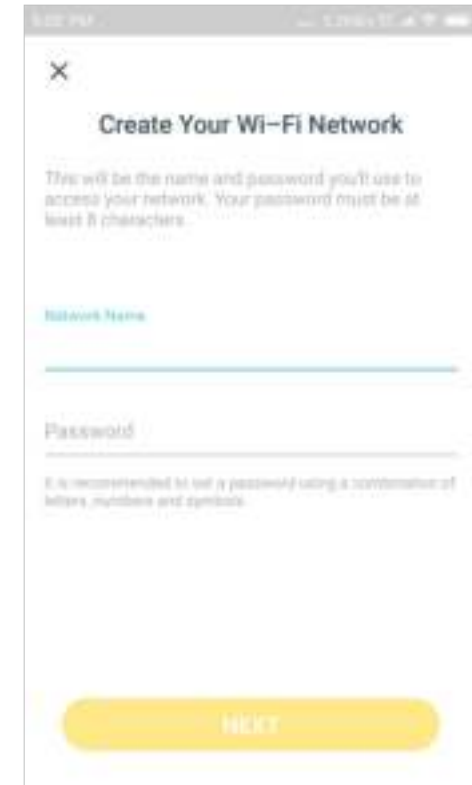 Create Your Wi-Fi Network
This will be the name and password you'll use to
access your network. Your password must be at
least 8 characters.
Network Name
Password
It is recommended to set a password using a combination of
letters, numbers and symbols.
NEXT